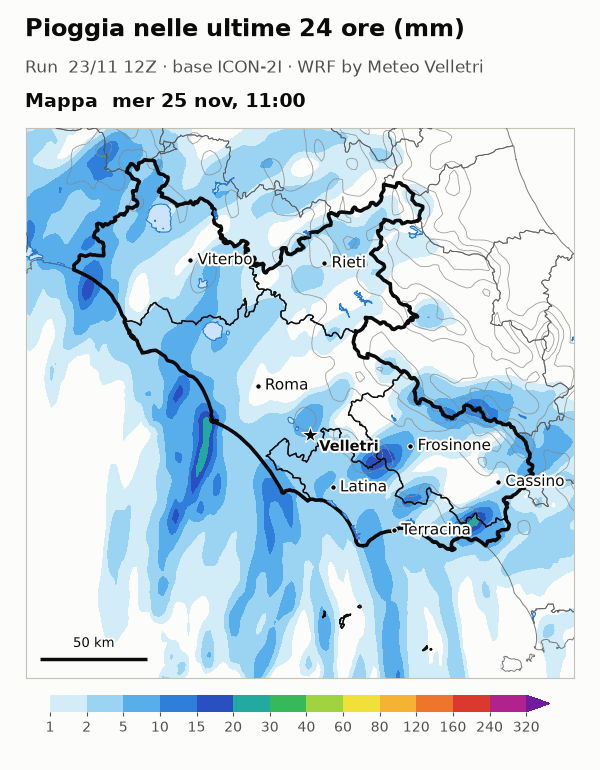 Pioggia nelle ultime 24 ore (mm)
Run  23/11 12Z · base ICON-2I · WRF by Meteo Velletri
Mappa  mer 25 nov, 11:00
Viterbo
Rieti
Roma
Velletri
Frosinone
Cassino
Latina
Terracina
50 km
1 2 5 10 15 20 30 40 60 80 120 160 240 320